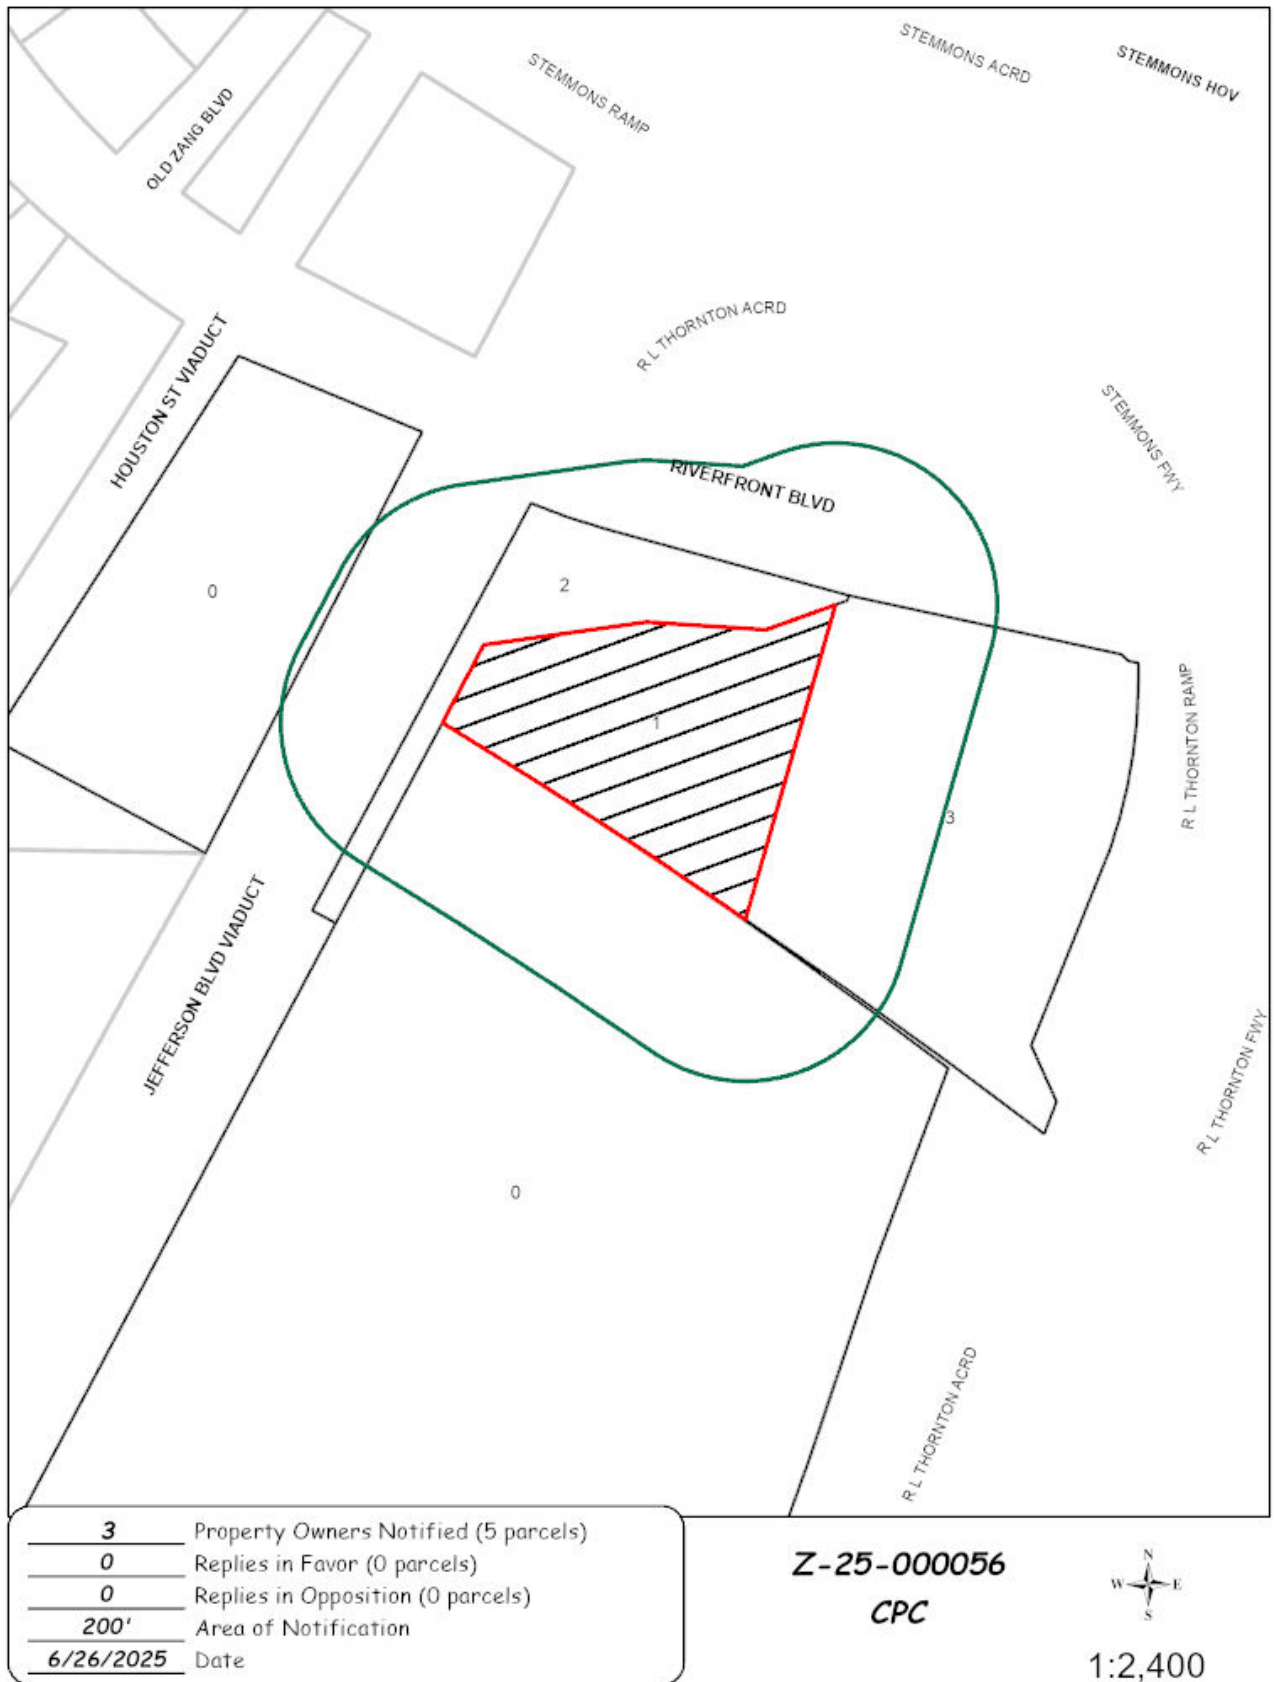 STEMMONS ACRD
STEMMONS HOV
STEMMONS RAMP
OLD ZANG BLVD
R L THORNTON ACRD
HOUSTON ST VIADUCT
STEMMONS FWY
RIVERFRONT BLVD
0
2
R L THORNTON RAMP
1
3
JEFFERSON BLVD VIADUCT
R L THORNTON FWY
0
R L THORNTON ACRD
3 Property Owners Notified (5 parcels)
0 Replies in Favor (0 parcels)
0 Replies in Opposition (0 parcels)
200' Area of Notification
6/26/2025 Date
Z-25-000056
CPC
N
W E
S
1:2,400